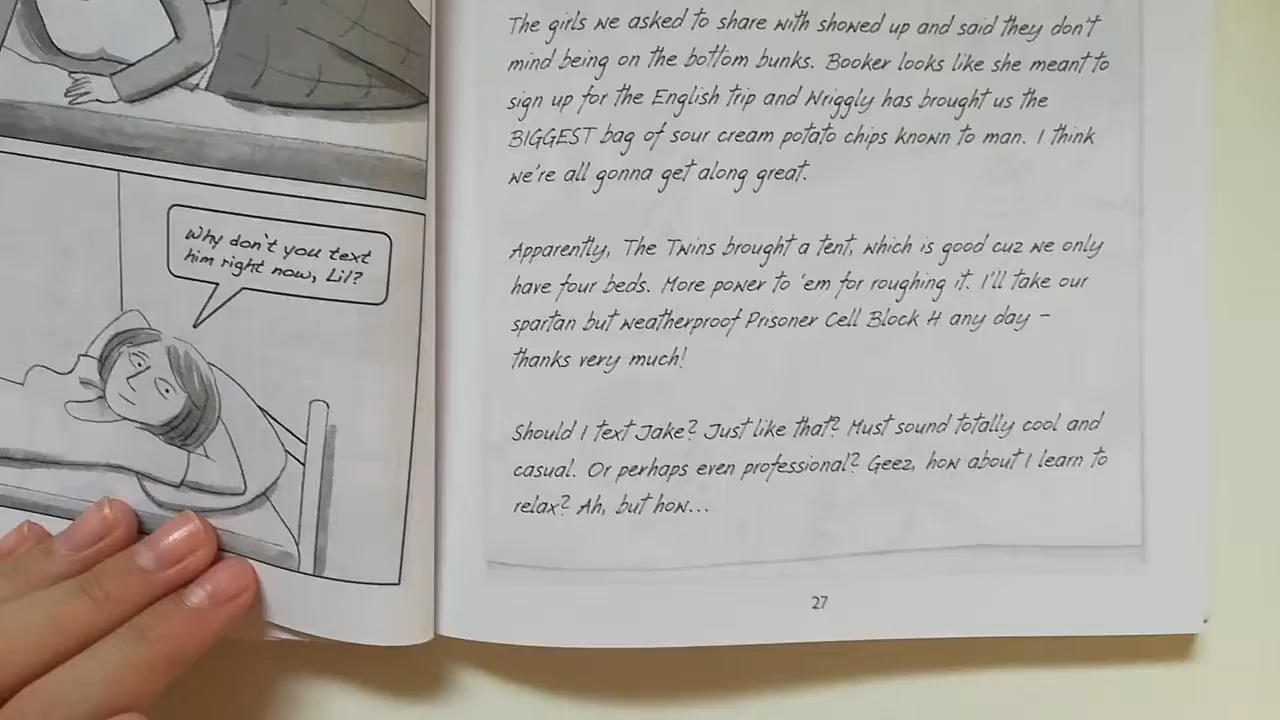 Why don't you text
him right now, Lil?
The girls we asked to share with showed up and said they don't
mind being on the bottom bunks. Booker looks like she meant to
sign up for the English trip and Wriggly has brought us the
BIGGEST bag of sour cream potato chips known to man. I think
we're all gonna get along great.
Apparently, The Twins brought a tent, which is good cuz we only
have four beds. More power to 'em for roughing it. I'll take our
spartan but weatherproof Prisoner Cell Block H any day –
thanks very much!
Should I text Jake? Just like that? Must sound totally cool and
casual. Or perhaps even professional? Geez, how about I learn to
relax? Ah, but how...
27